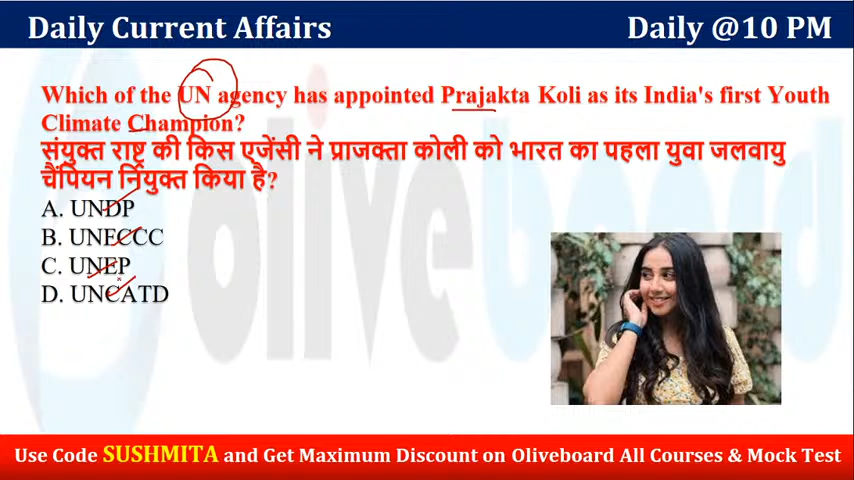 Daily Current Affairs
Daily @10 PM
Which of the UN agency has appointed Prajakta Koli as its India's first Youth
Climate Champion?
संयुक्त राष्ट्र की किस एजेंसी ने प्राजक्ता कोली को भारत का पहला युवा जलवायु
चैंपियन नियुक्त किया है?
A. UNDP
B. UNECCC
C. UNEP
D. UNCATD
oliveboard
Use Code SUSHMITA and Get Maximum Discount on Oliveboard All Courses & Mock Test